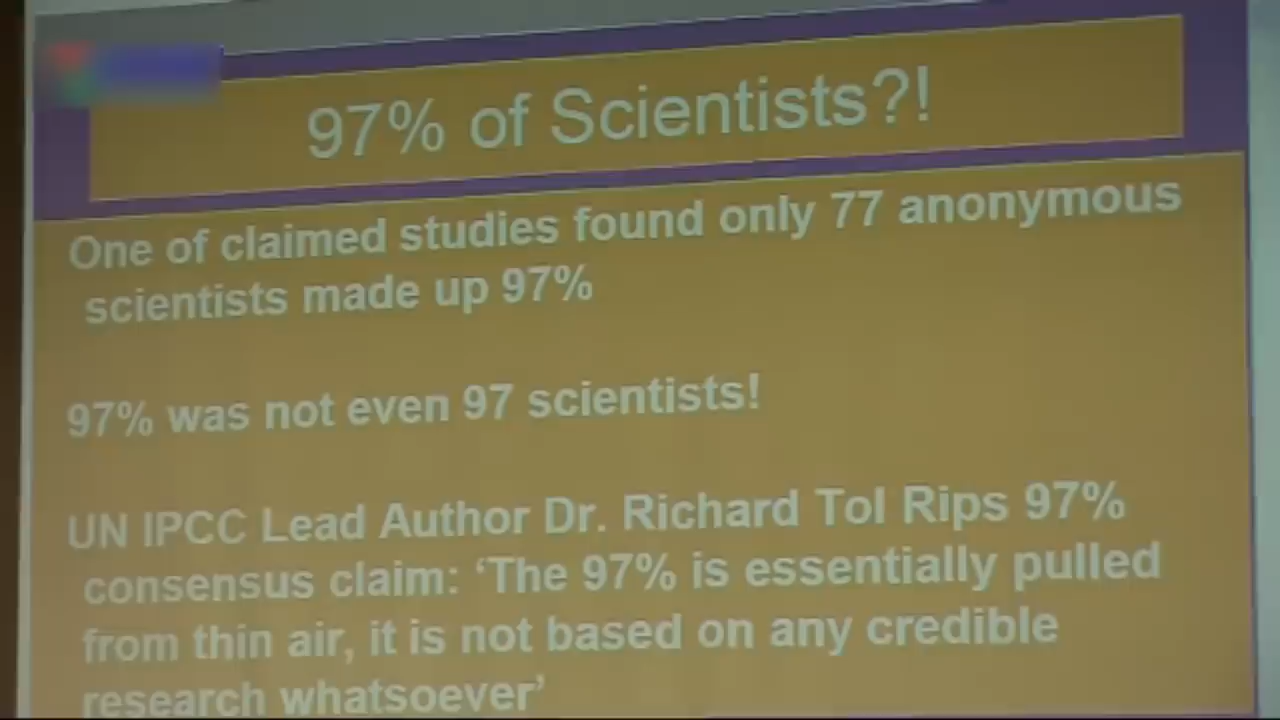 97% of Scientists?!
One of claimed studies found only 77 anonymous
scientists made up 97%
97% was not even 97 scientists!
UN IPCC Lead Author Dr. Richard Tol Rips 97%
consensus claim: ‘The 97% is essentially pulled
from thin air, it is not based on any credible
research whatsoever’